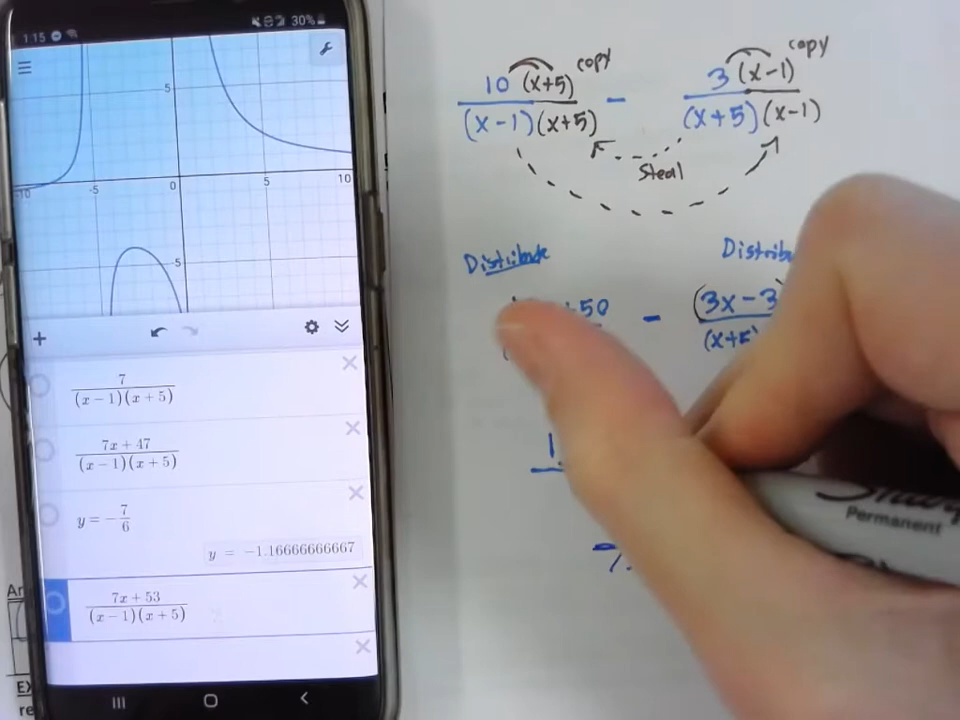 1:15 30%
5
-10 -5 0 5 10
-5
+
7
(x − 1)(x + 5)
7x + 47
(x − 1)(x + 5)
y = − 7/6
y = −1.16666666667
7x + 53
(x − 1)(x + 5)
copy copy
10 (x+5) − 3 (x−1)
(x−1)(x+5) (x+5)(x−1)
Steal
Distribute
+50 − (3x−3)
(x+5)
Permanent